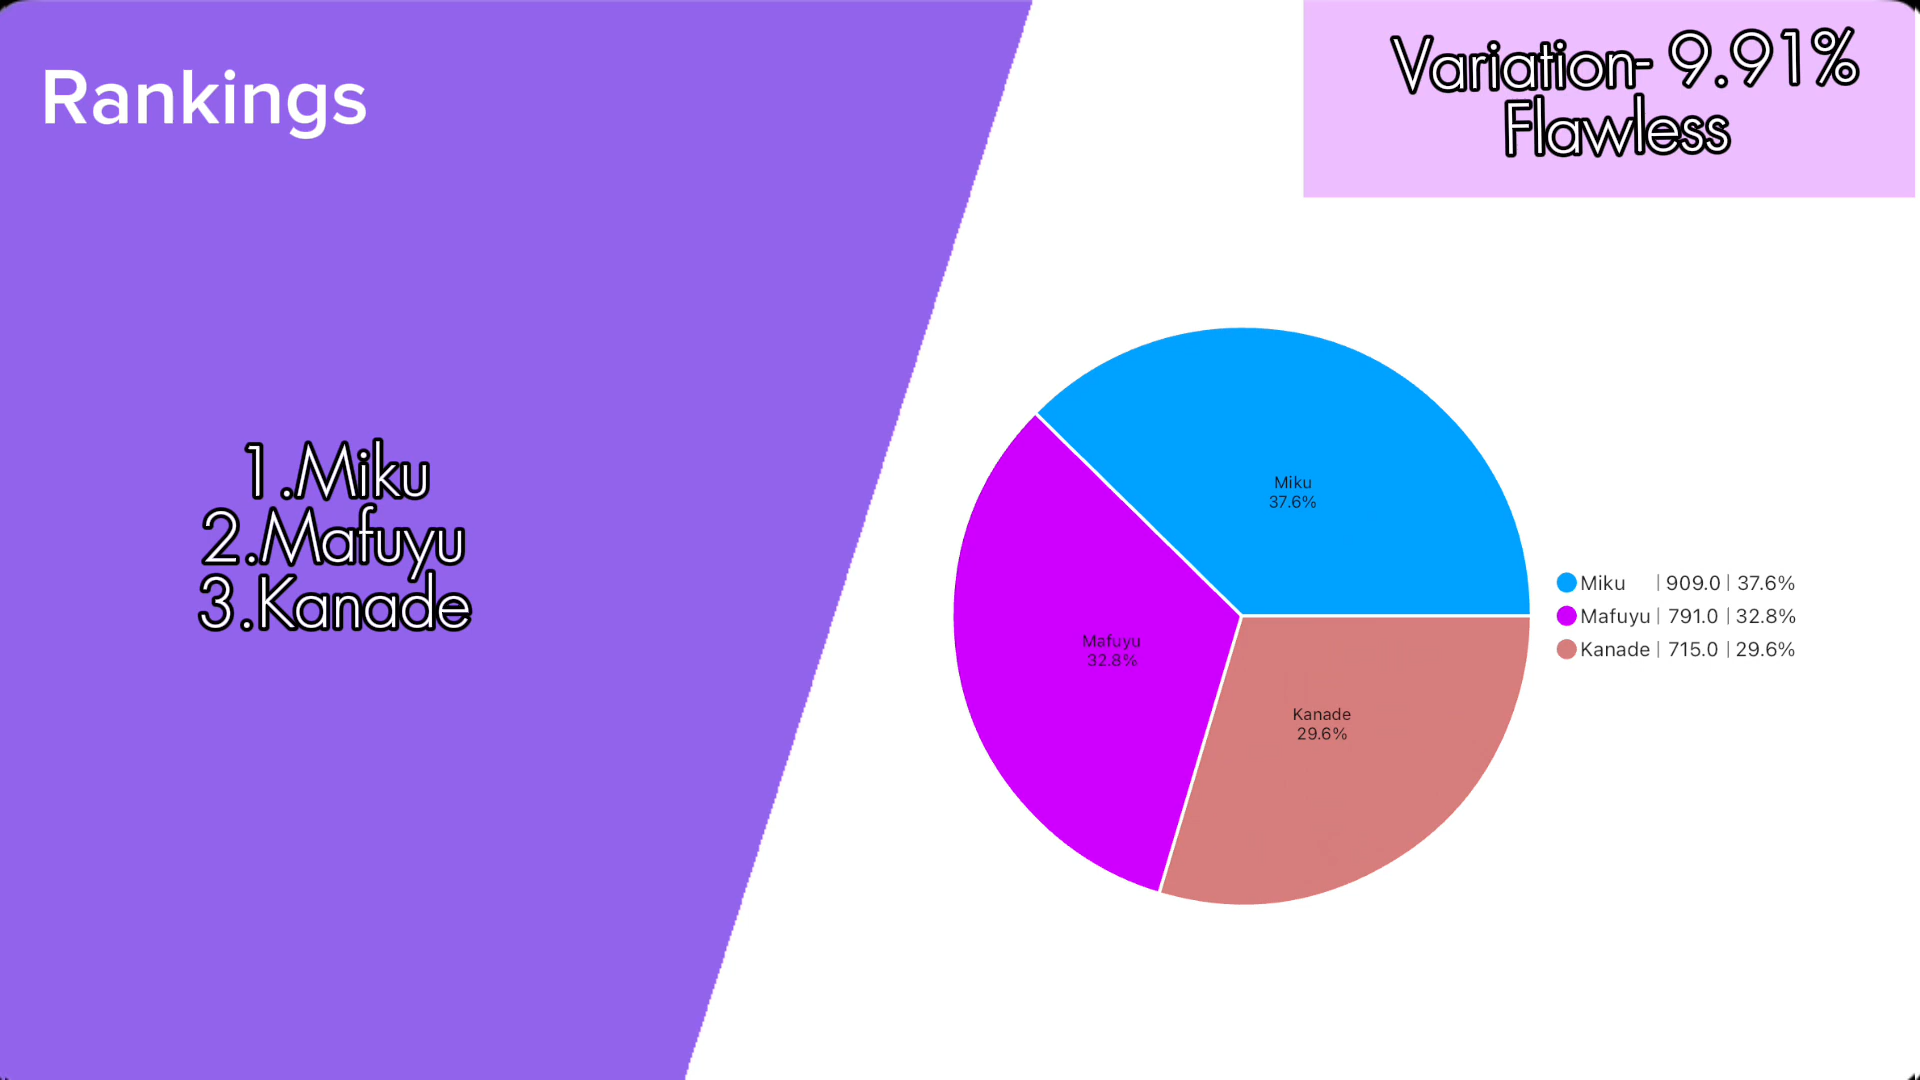 Rankings
Variation- 9.91%
Flawless
1.Miku
2.Mafuyu
3.Kanade
Miku
37.6%
Mafuyu
32.8%
Kanade
29.6%
Miku | 909.0 | 37.6%
Mafuyu | 791.0 | 32.8%
Kanade | 715.0 | 29.6%